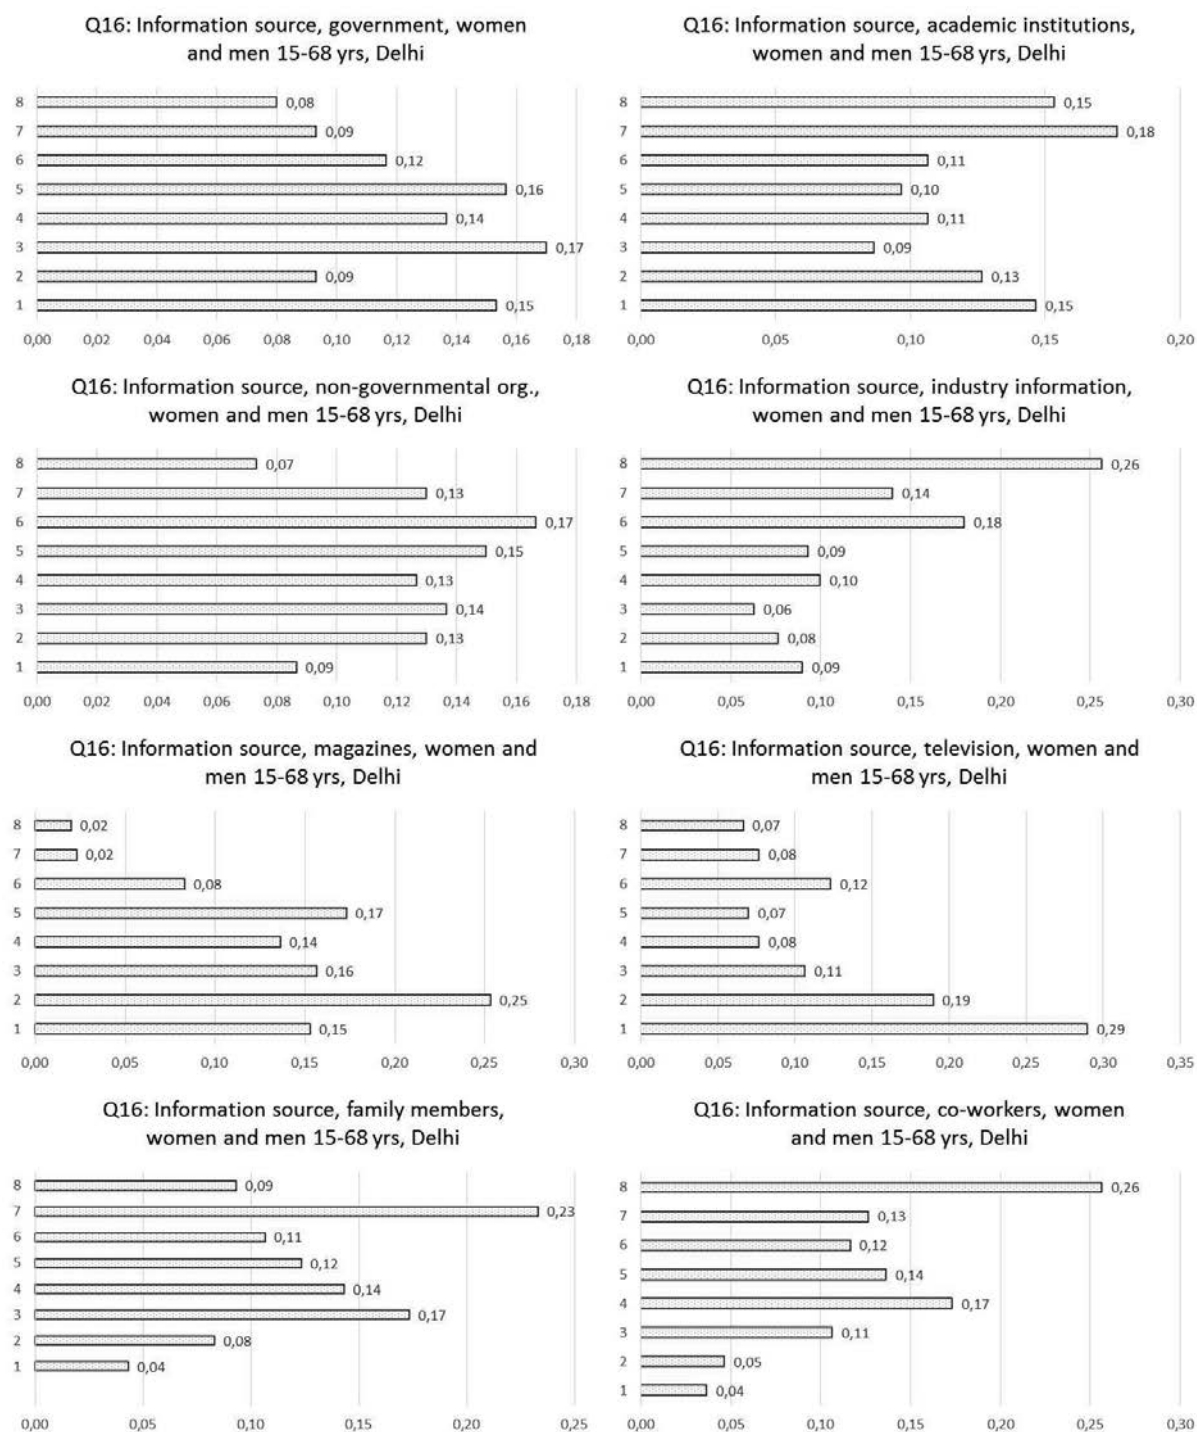 Q16: Information source, government, women
and men 15-68 yrs, Delhi
8 0,08
7 0,09
6 0,12
5 0,16
4 0,14
3 0,17
2 0,09
1 0,15
0,00 0,02 0,04 0,06 0,08 0,10 0,12 0,14 0,16 0,18
Q16: Information source, academic institutions,
women and men 15-68 yrs, Delhi
8 0,15
7 0,18
6 0,11
5 0,10
4 0,11
3 0,09
2 0,13
1 0,15
0,00 0,05 0,10 0,15 0,20
Q16: Information source, non-governmental org.,
women and men 15-68 yrs, Delhi
8 0,07
7 0,13
6 0,17
5 0,15
4 0,13
3 0,14
2 0,13
1 0,09
0,00 0,02 0,04 0,06 0,08 0,10 0,12 0,14 0,16 0,18
Q16: Information source, industry information,
women and men 15-68 yrs, Delhi
8 0,26
7 0,14
6 0,18
5 0,09
4 0,10
3 0,06
2 0,08
1 0,09
0,00 0,05 0,10 0,15 0,20 0,25 0,30
Q16: Information source, magazines, women and
men 15-68 yrs, Delhi
8 0,02
7 0,02
6 0,08
5 0,17
4 0,14
3 0,16
2 0,25
1 0,15
0,00 0,05 0,10 0,15 0,20 0,25 0,30
Q16: Information source, television, women and
men 15-68 yrs, Delhi
8 0,07
7 0,08
6 0,12
5 0,07
4 0,08
3 0,11
2 0,19
1 0,29
0,00 0,05 0,10 0,15 0,20 0,25 0,30 0,35
Q16: Information source, family members,
women and men 15-68 yrs, Delhi
8 0,09
7 0,23
6 0,11
5 0,12
4 0,14
3 0,17
2 0,08
1 0,04
0,00 0,05 0,10 0,15 0,20 0,25
Q16: Information source, co-workers, women
and men 15-68 yrs, Delhi
8 0,26
7 0,13
6 0,12
5 0,14
4 0,17
3 0,11
2 0,05
1 0,04
0,00 0,05 0,10 0,15 0,20 0,25 0,30